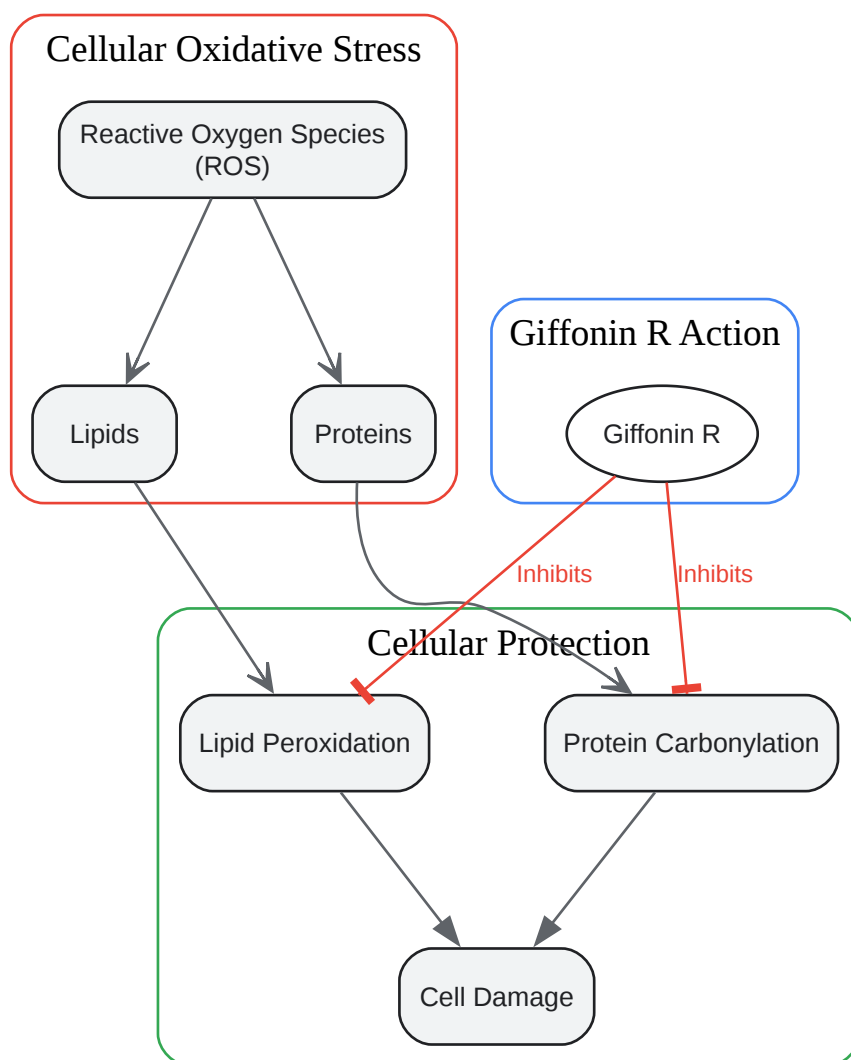 Cellular Oxidative Stress
Reactive Oxygen Species
(ROS)
Giffonin R Action
Lipids
Proteins
Giffonin R
Inhibits
Inhibits
Cellular Protection
Lipid Peroxidation
Protein Carbonylation
Cell Damage